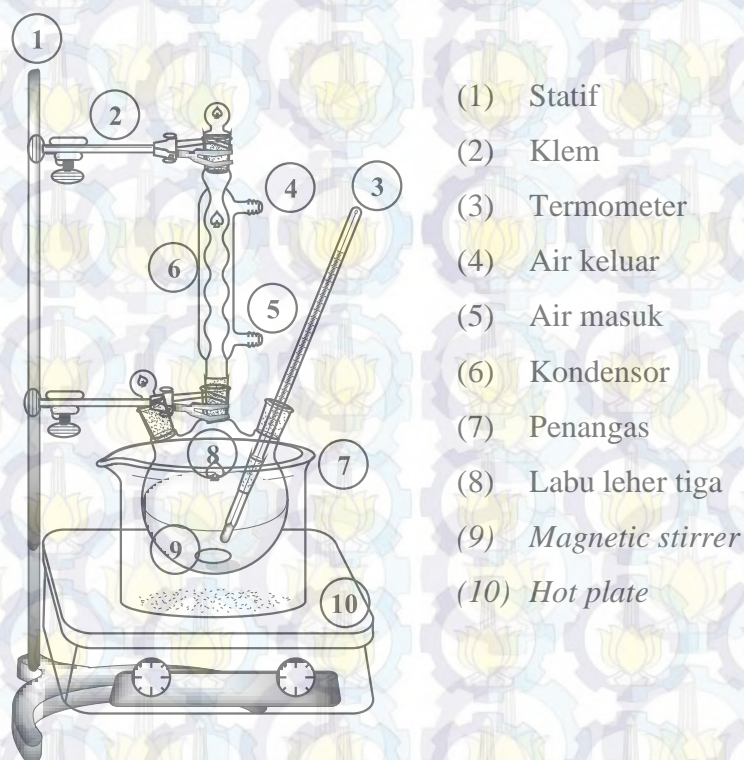 1
2
3
4
5
6
7
8
9
10
(1) Statif
(2) Klem
(3) Termometer
(4) Air keluar
(5) Air masuk
(6) Kondensor
(7) Penangas
(8) Labu leher tiga
(9) Magnetic stirrer
(10) Hot plate